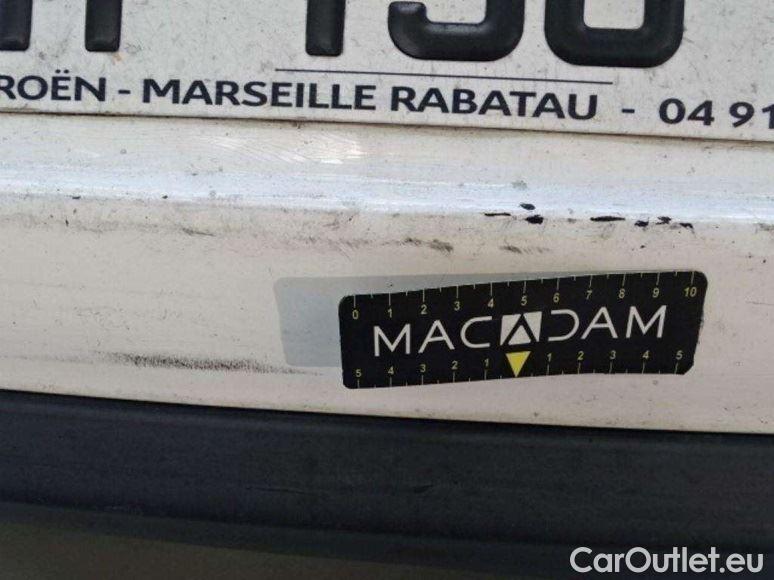 ROËN - MARSEILLE RABATAU - 04 91
0 1 2 3 4 5 6 7 8 9 10
MACADAM
5 4 3 2 1 1 2 3 4 5
CarOutlet.eu